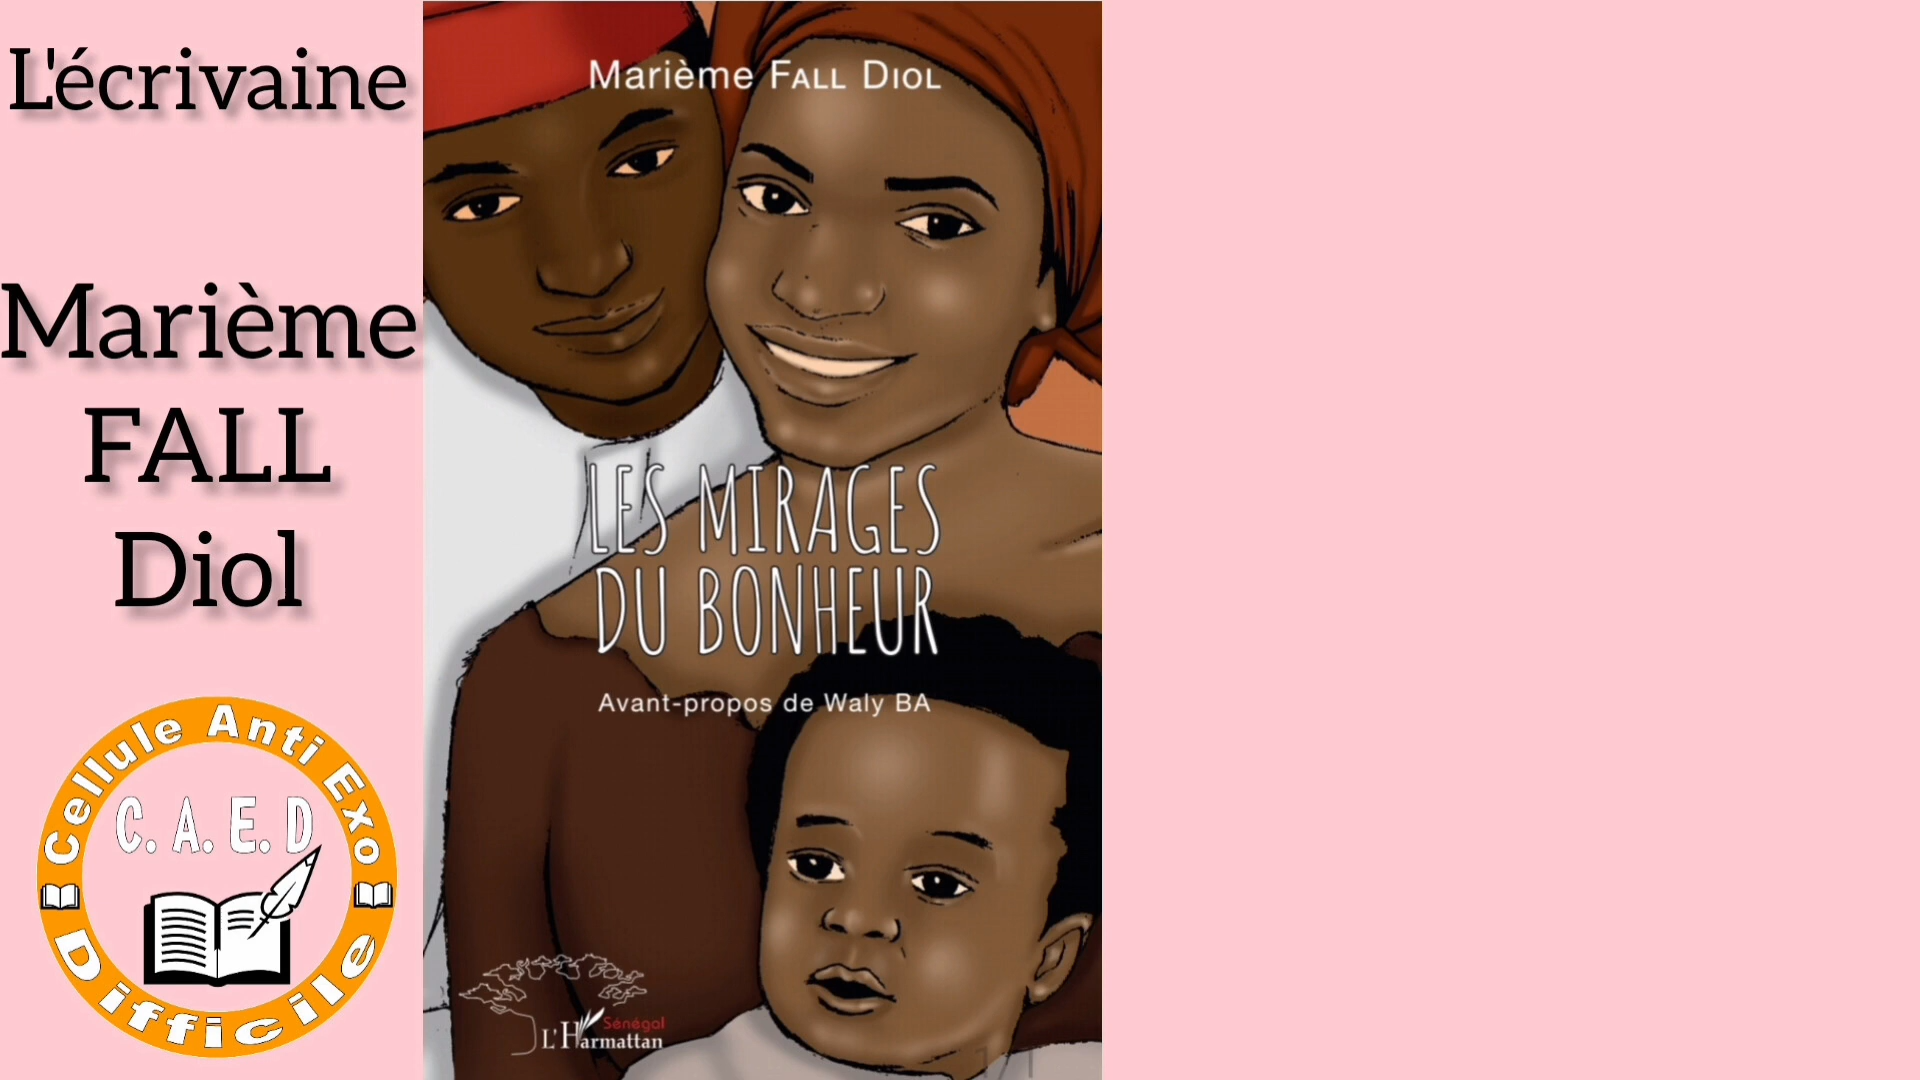 L'écrivaine
Marième
FALL
Diol
Cellule Anti Exo
C. A. E. D
Difficile
Marième FALL DIOL
LES MIRAGES
DU BONHEUR
Avant-propos de Waly BA
Sénégal
L'Harmattan